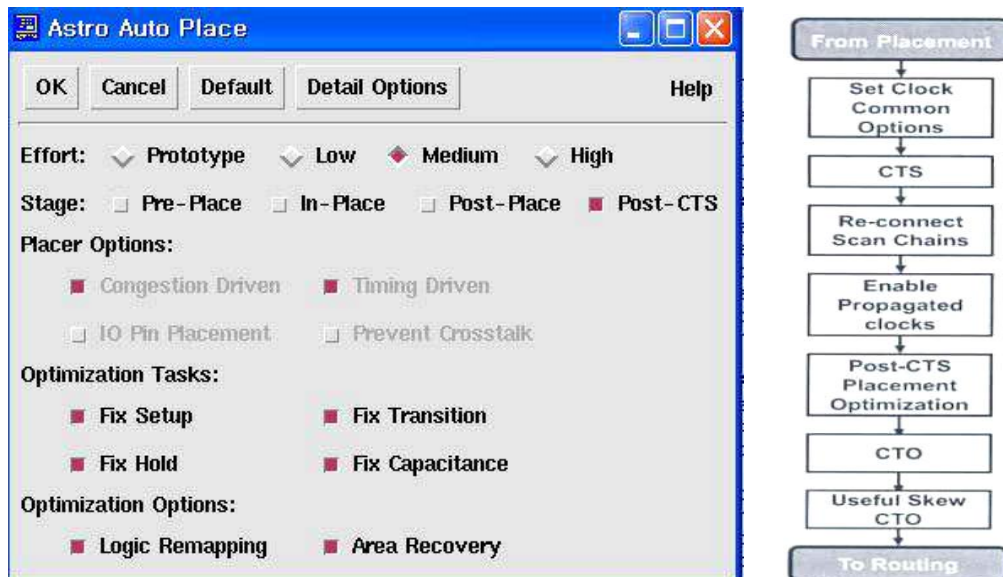 Astro Auto Place
OK Cancel Default Detail Options Help
Effort: Prototype Low Medium High
Stage: Pre-Place In-Place Post-Place Post-CTS
Placer Options:
Congestion Driven Timing Driven
IO Pin Placement Prevent Crosstalk
Optimization Tasks:
Fix Setup Fix Transition
Fix Hold Fix Capacitance
Optimization Options:
Logic Remapping Area Recovery
From Placement
Set Clock
Common
Options
CTS
Re-connect
Scan Chains
Enable
Propagated
clocks
Post-CTS
Placement
Optimization
CTO
Useful Skew
CTO
To Routing